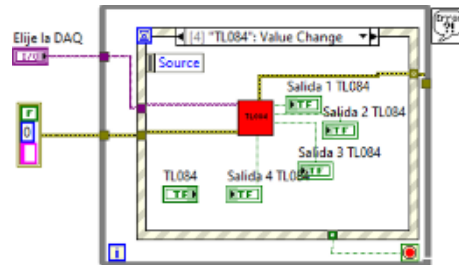 Elije la DAQ
I/O
[4] "TL084": Value Change
Error
?!
Source
F
0
TL084
Salida 1 TL084
TF
Salida 2 TL084
TF
Salida 3 TL084
TF
TL084
TF
Salida 4 TL084
TF
i